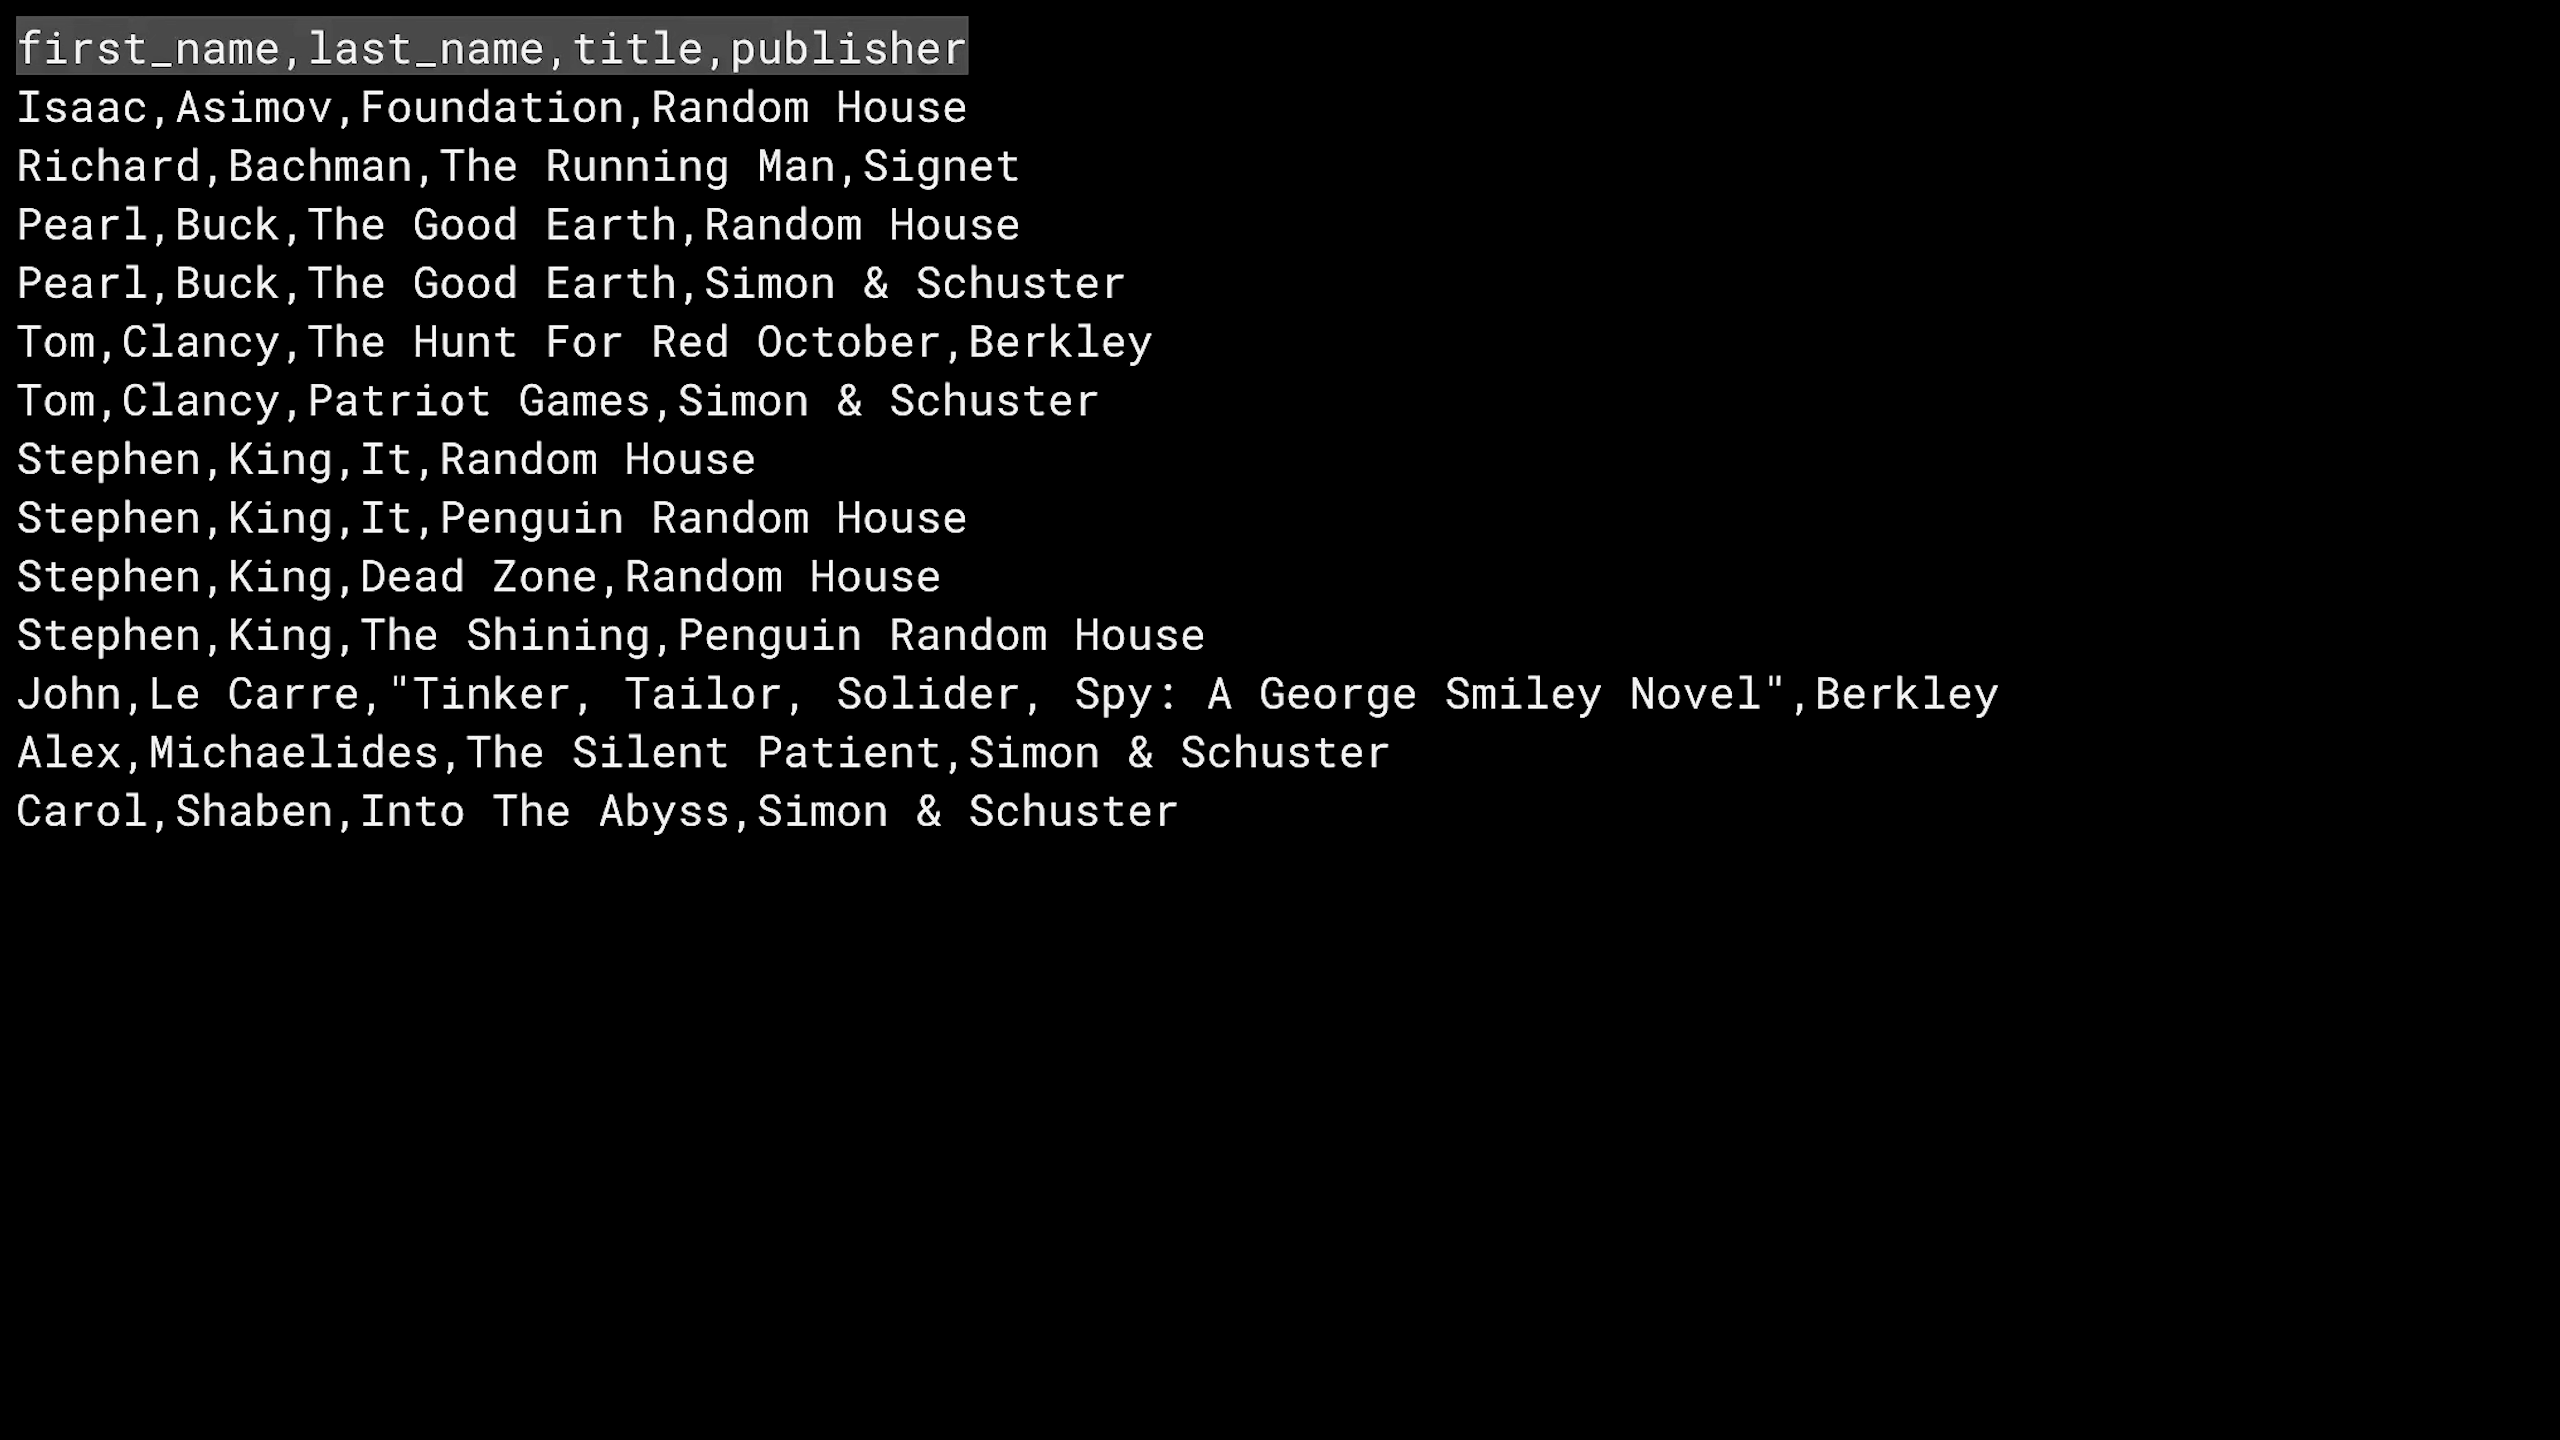 first_name,last_name,title,publisher
Isaac,Asimov,Foundation,Random House
Richard,Bachman,The Running Man,Signet
Pearl,Buck,The Good Earth,Random House
Pearl,Buck,The Good Earth,Simon & Schuster
Tom,Clancy,The Hunt For Red October,Berkley
Tom,Clancy,Patriot Games,Simon & Schuster
Stephen,King,It,Random House
Stephen,King,It,Penguin Random House
Stephen,King,Dead Zone,Random House
Stephen,King,The Shining,Penguin Random House
John,Le Carre,"Tinker, Tailor, Solider, Spy: A George Smiley Novel",Berkley
Alex,Michaelides,The Silent Patient,Simon & Schuster
Carol,Shaben,Into The Abyss,Simon & Schuster